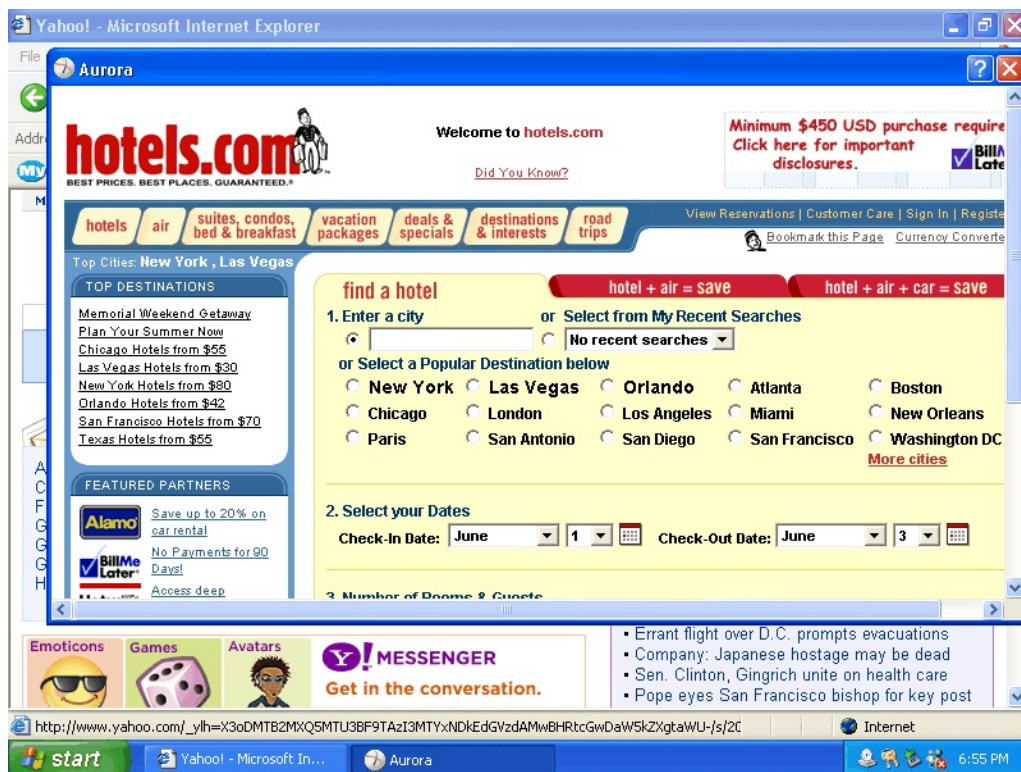 Yahoo! - Microsoft Internet Explorer
File
Aurora
hotels.com
BEST PRICES. BEST PLACES. GUARANTEED.®
Welcome to hotels.com
Did You Know?
Minimum $450 USD purchase require
Click here for important
disclosures.
Bill
Late
Addr
My
M
hotels
air
suites, condos,
bed & breakfast
vacation
packages
deals &
specials
destinations
& interests
road
trips
View Reservations | Customer Care | Sign In | Registe
Bookmark this Page Currency Converte
Top Cities: New York , Las Vegas
TOP DESTINATIONS
Memorial Weekend Getaway
Plan Your Summer Now
Chicago Hotels from $55
Las Vegas Hotels from $30
New York Hotels from $80
Orlando Hotels from $42
San Francisco Hotels from $70
Texas Hotels from $55
FEATURED PARTNERS
Alamo
Save up to 20% on
car rental
BillMe
Later
No Payments for 90
Days!
Access deep
find a hotel
hotel + air = save
hotel + air + car = save
1. Enter a city or Select from My Recent Searches
No recent searches
or Select a Popular Destination below
New York Las Vegas Orlando Atlanta Boston
Chicago London Los Angeles Miami New Orleans
Paris San Antonio San Diego San Francisco Washington DC
More cities
2. Select your Dates
Check-In Date: June 1 Check-Out Date: June 3
3. Number of Rooms & Guests
A
C
F
G
G
G
H
Emoticons
Games
Avatars
Y! MESSENGER
Get in the conversation.
Errant flight over D.C. prompts evacuations
Company: Japanese hostage may be dead
Sen. Clinton, Gingrich unite on health care
Pope eyes San Francisco bishop for key post
Internet
start
Yahoo! - Microsoft In...
Aurora
6:55 PM